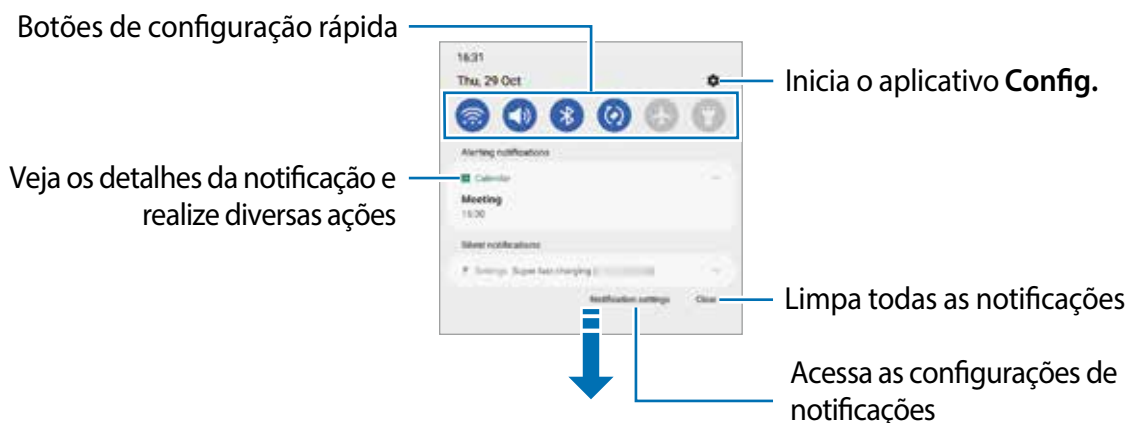 Botões de configuração rápida
16:31
Thu, 29 Oct
Inicia o aplicativo Config.
Alerting notifications
Veja os detalhes da notificação e
realize diversas ações
Calendar
Meeting
Silent notifications
Settings Super fast charging
Notification settings Clear
Limpa todas as notificações
Acessa as configurações de
notificações